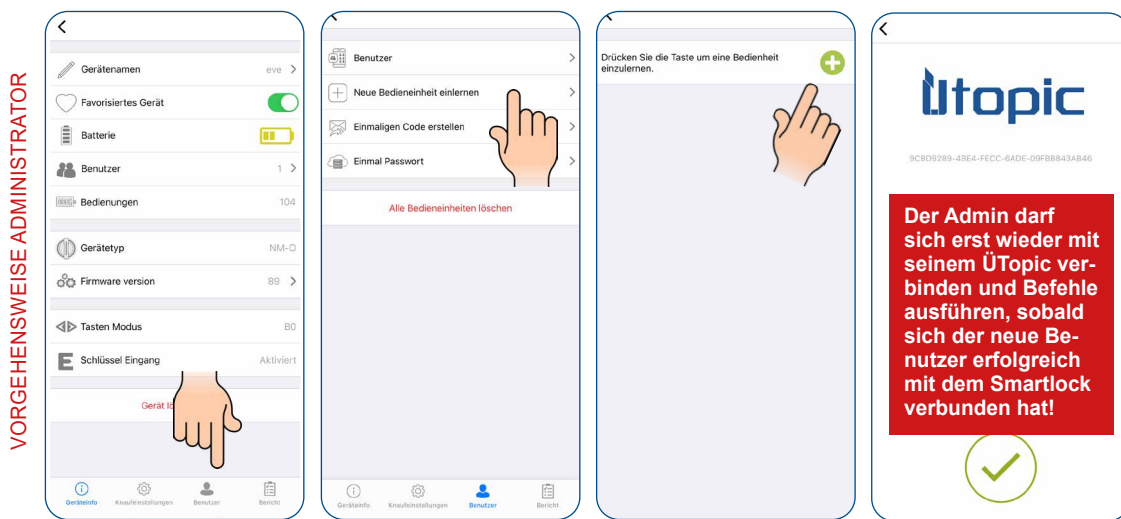 VORGEHENSWEISE ADMINISTRATOR
Gerätenamen eve
Favorisiertes Gerät
Batterie
Benutzer 1
Bedienungen 104
Gerätetyp NM-O
Firmware version 89
Tasten Modus B0
E Schlüssel Eingang Aktiviert
Gerät
Geräteinfo Knaufeinstellungen Benutzer Bericht
Benutzer
Neue Bedieneinheit einlernen
Einmaligen Code erstellen
Einmal Passwort
Alle Bedieneinheiten löschen
Geräteinfo Knaufeinstellungen Benutzer Bericht
Drücken Sie die Taste um eine Bedienheit
einzulernen.
ütopic
9C8D9289-4BE4-FECC-6ADE-09FBB843AB46
Der Admin darf
sich erst wieder mit
seinem ÜTopic ver-
binden und Befehle
ausführen, sobald
sich der neue Be-
nutzer erfolgreich
mit dem Smartlock
verbunden hat!